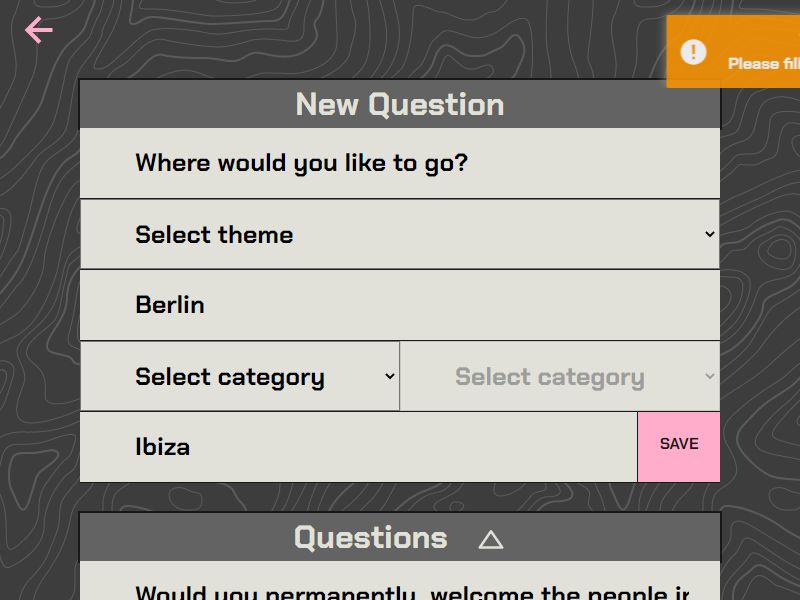 Please fill
New Question
Where would you like to go?
Select theme
Berlin
Select category Select category
Ibiza SAVE
Questions
Would you permanently, welcome the people in